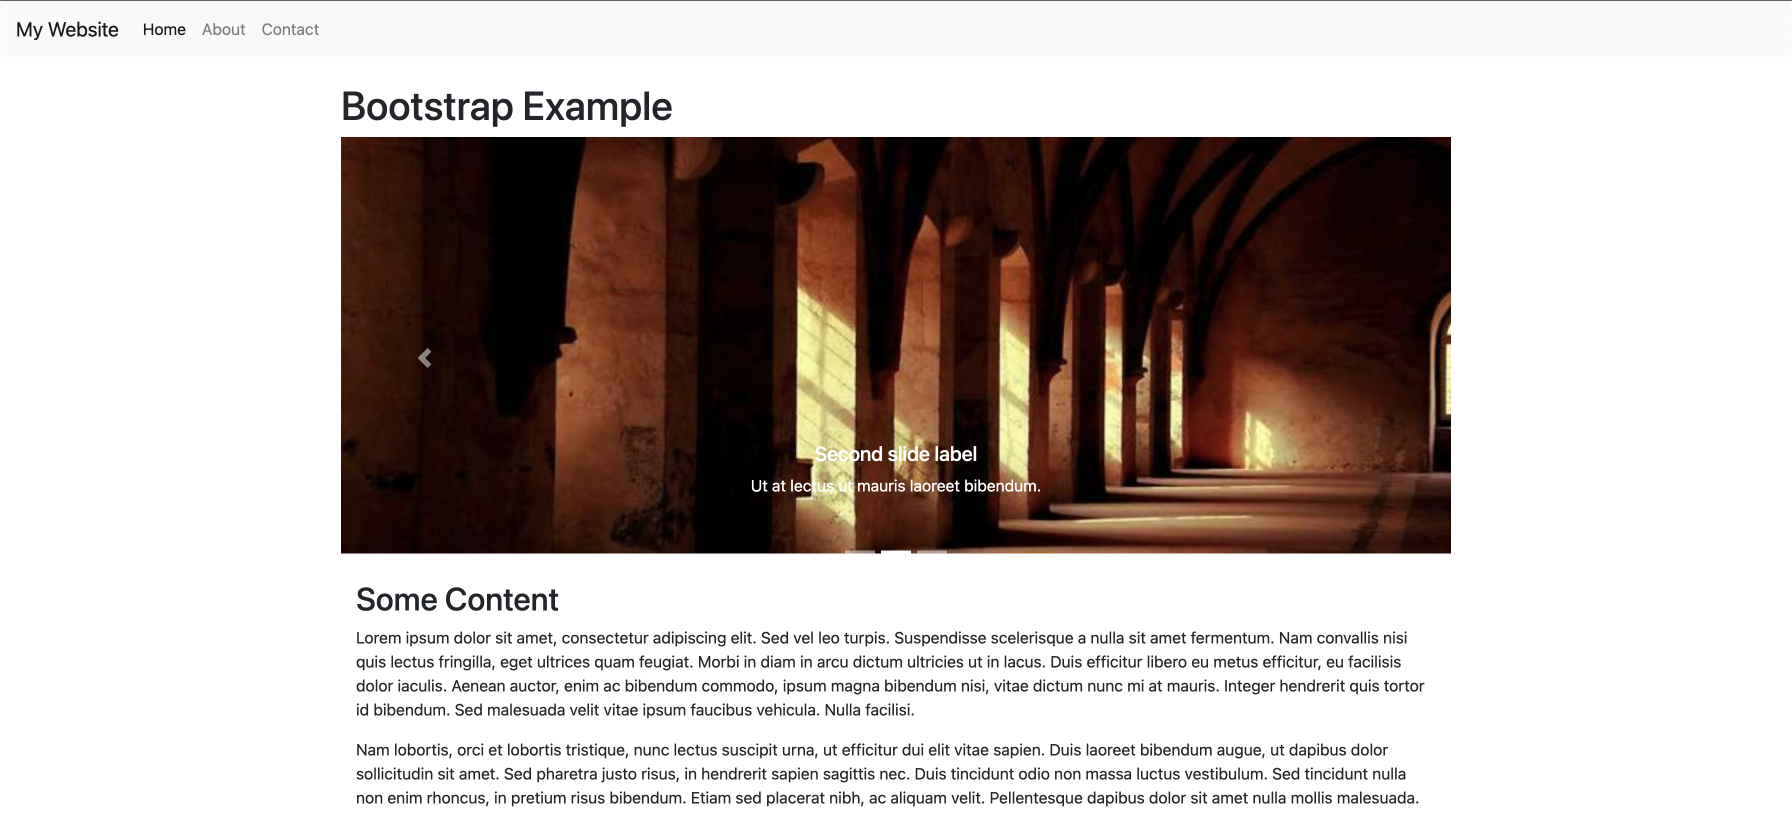 My Website Home About Contact
Bootstrap Example
Second slide label
Ut at lectus ut mauris laoreet bibendum.
Some Content
Lorem ipsum dolor sit amet, consectetur adipiscing elit. Sed vel leo turpis. Suspendisse scelerisque a nulla sit amet fermentum. Nam convallis nisi
quis lectus fringilla, eget ultrices quam feugiat. Morbi in diam in arcu dictum ultricies ut in lacus. Duis efficitur libero eu metus efficitur, eu facilisis
dolor iaculis. Aenean auctor, enim ac bibendum commodo, ipsum magna bibendum nisi, vitae dictum nunc mi at mauris. Integer hendrerit quis tortor
id bibendum. Sed malesuada velit vitae ipsum faucibus vehicula. Nulla facilisi.
Nam lobortis, orci et lobortis tristique, nunc lectus suscipit urna, ut efficitur dui elit vitae sapien. Duis laoreet bibendum augue, ut dapibus dolor
sollicitudin sit amet. Sed pharetra justo risus, in hendrerit sapien sagittis nec. Duis tincidunt odio non massa luctus vestibulum. Sed tincidunt nulla
non enim rhoncus, in pretium risus bibendum. Etiam sed placerat nibh, ac aliquam velit. Pellentesque dapibus dolor sit amet nulla mollis malesuada.